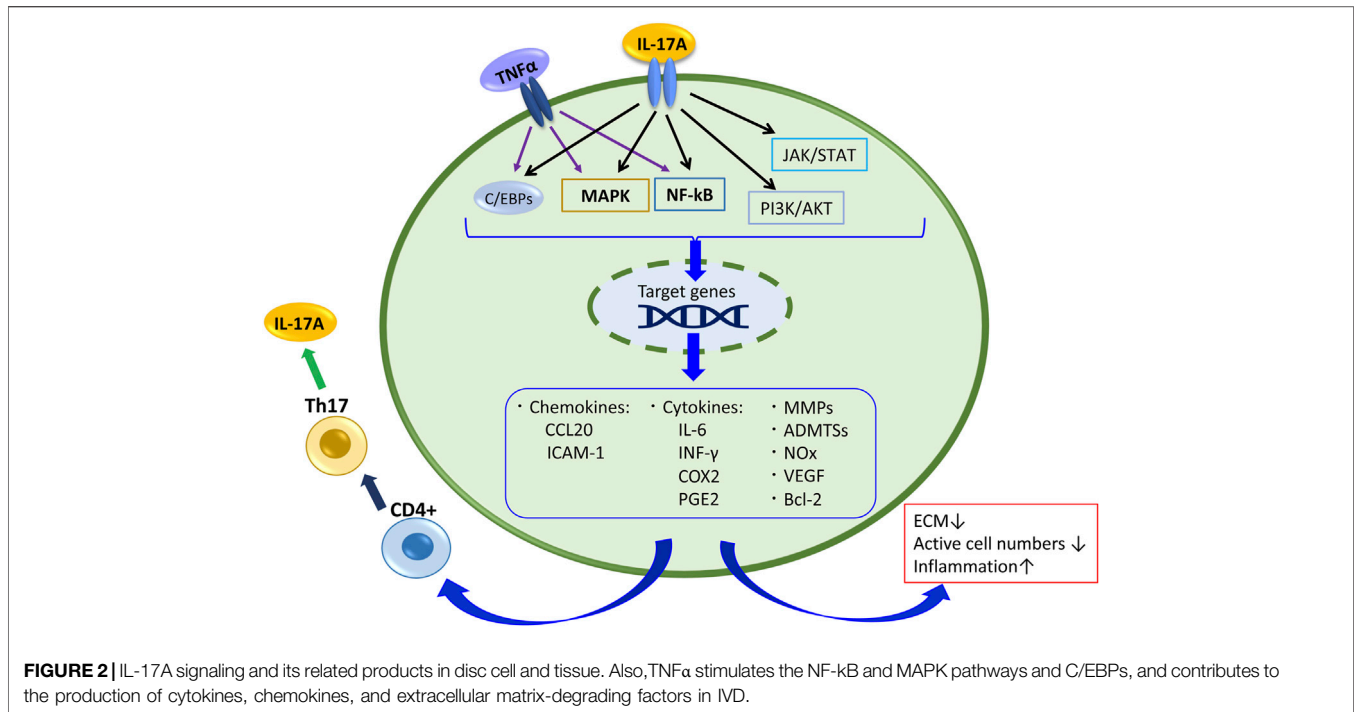 TNFα
IL-17A
JAK/STAT
C/EBPs
MAPK
NF-kB
PI3K/AKT
Target genes
IL-17A
Th17
CD4+
· Chemokines:
CCL20
ICAM-1
· Cytokines:
IL-6
INF-γ
COX2
PGE2
· MMPs
· ADMTSs
· NOx
· VEGF
· Bcl-2
ECM↓
Active cell numbers ↓
Inflammation↑
FIGURE 2 | IL-17A signaling and its related products in disc cell and tissue. Also,TNFα stimulates the NF-kB and MAPK pathways and C/EBPs, and contributes to
the production of cytokines, chemokines, and extracellular matrix-degrading factors in IVD.